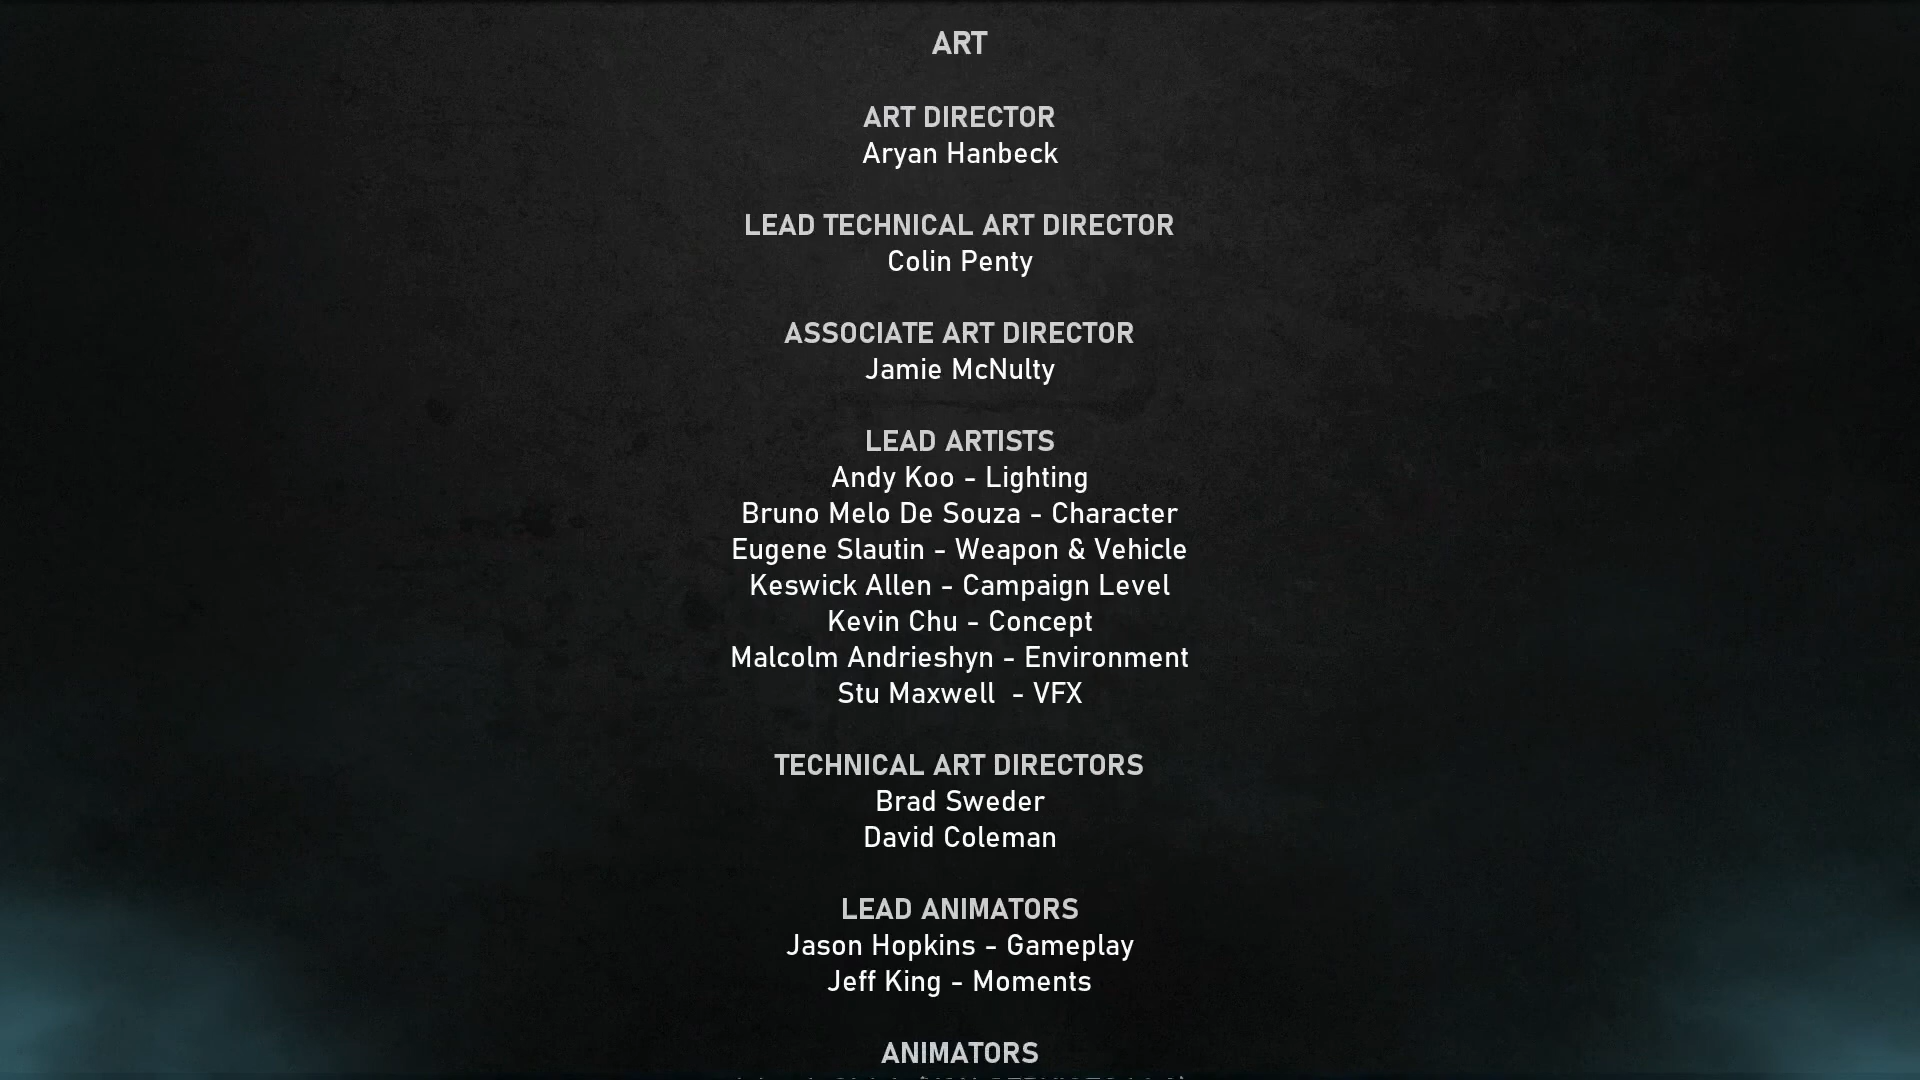 ART
ART DIRECTOR
Aryan Hanbeck
LEAD TECHNICAL ART DIRECTOR
Colin Penty
ASSOCIATE ART DIRECTOR
Jamie McNulty
LEAD ARTISTS
Andy Koo - Lighting
Bruno Melo De Souza - Character
Eugene Slautin - Weapon & Vehicle
Keswick Allen - Campaign Level
Kevin Chu - Concept
Malcolm Andrieshyn - Environment
Stu Maxwell  - VFX
TECHNICAL ART DIRECTORS
Brad Sweder
David Coleman
LEAD ANIMATORS
Jason Hopkins - Gameplay
Jeff King - Moments
ANIMATORS